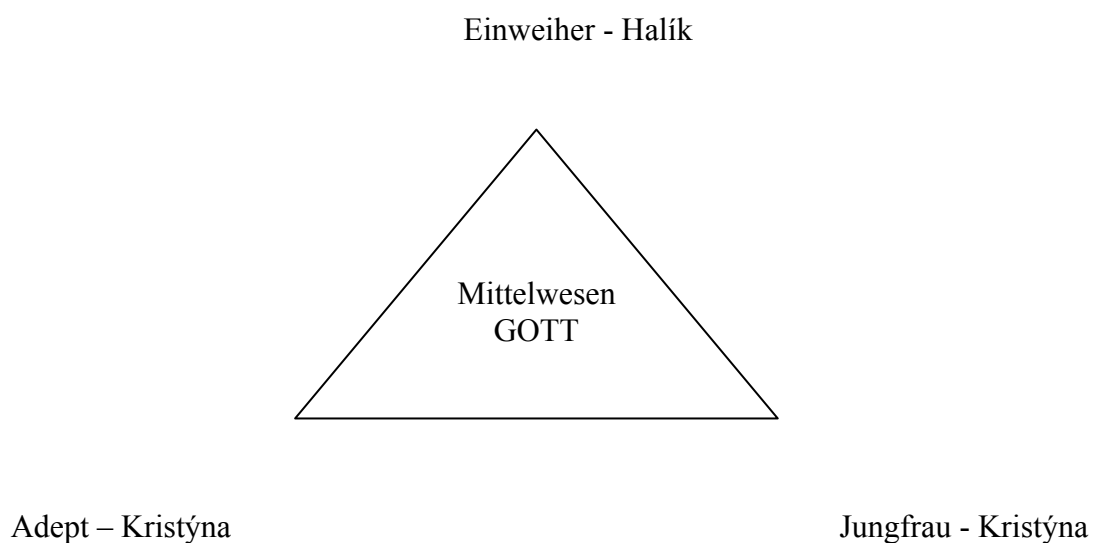 Einweiher - Halík
Mittelwesen
GOTT
Adept – Kristýna
Jungfrau - Kristýna